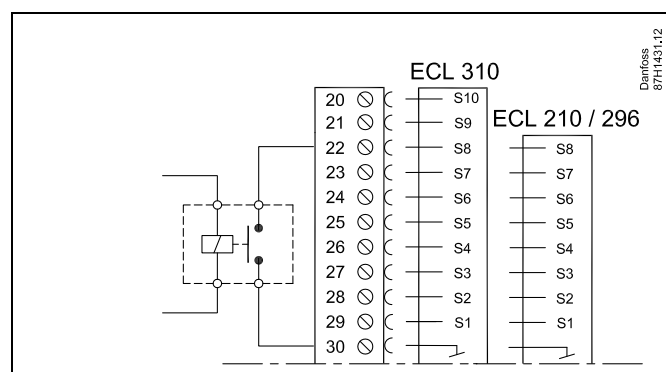 Danfoss
87H1431.12
ECL 310
ECL 210 / 296
20 S10
21 S9
22 S8 S8
23 S7 S7
24 S6 S6
25 S5 S5
26 S4 S4
27 S3 S3
28 S2 S2
29 S1 S1
30